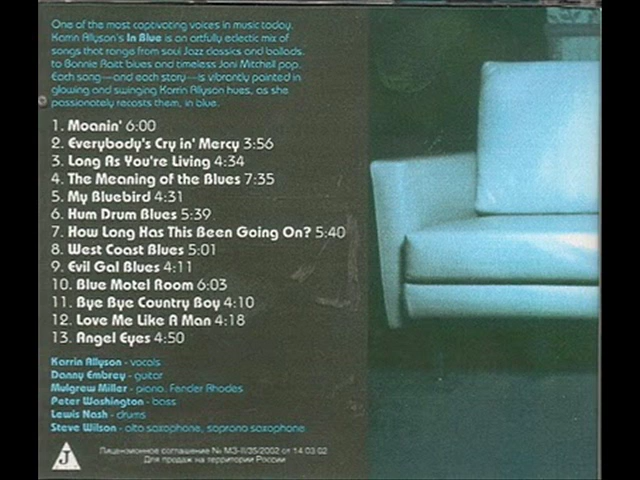 One of the most captivating voices in music today,
Karrin Allyson's In Blue is an artfully eclectic mix of
songs that range from soul Jazz classics and ballads,
to Bonnie Raitt blues and timeless Joni Mitchell pop.
Each song—and each story—is vibrantly painted in
glowing and swinging Karrin Allyson hues, as she
passionately recasts them, in blue.
1. Moanin' 6:00
2. Everybody's Cry in' Mercy 3:56
3. Long As You're Living 4:34
4. The Meaning of the Blues 7:35
5. My Bluebird 4:31
6. Hum Drum Blues 5:39
7. How Long Has This Been Going On? 5:40
8. West Coast Blues 5:01
9. Evil Gal Blues 4:11
10. Blue Motel Room 6:03
11. Bye Bye Country Boy 4:10
12. Love Me Like A Man 4:18
13. Angel Eyes 4:50
Karrin Allyson - vocals
Danny Embrey - guitar
Mulgrew Miller - piano, Fender Rhodes
Peter Washington - bass
Lewis Nash - drums
Steve Wilson - alto saxophone, soprano saxophone
J
Лицензионное соглашение № МЗ-II/35/2002 от 14.03.02
Для продаж на территории России